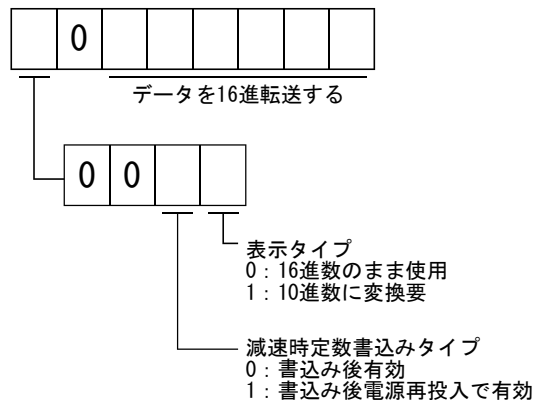 0
データを16進転送する
0 0
表示タイプ
0：16進数のまま使用
1：10進数に変換要
減速時定数書込みタイプ
0：書込み後有効
1：書込み後電源再投入で有効